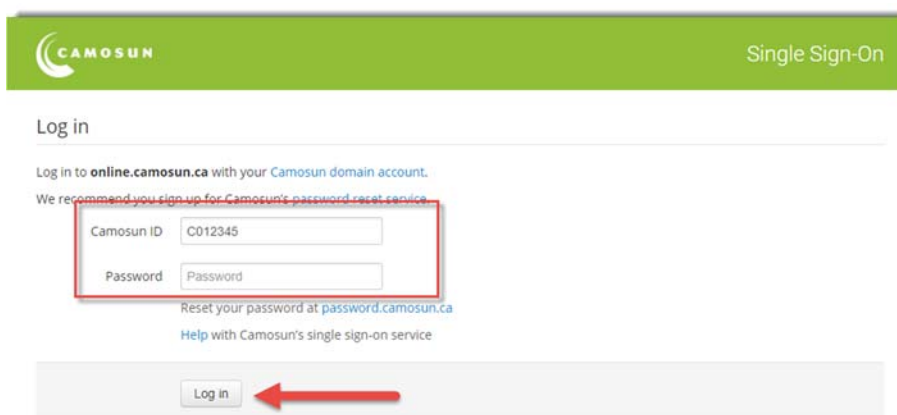 CAMOSUN
Single Sign-On
Log in
Log in to online.camosun.ca with your Camosun domain account.
We recommend you sign up for Camosun's password reset service.
Camosun ID C012345
Password Password
Reset your password at password.camosun.ca
Help with Camosun's single sign-on service
Log in